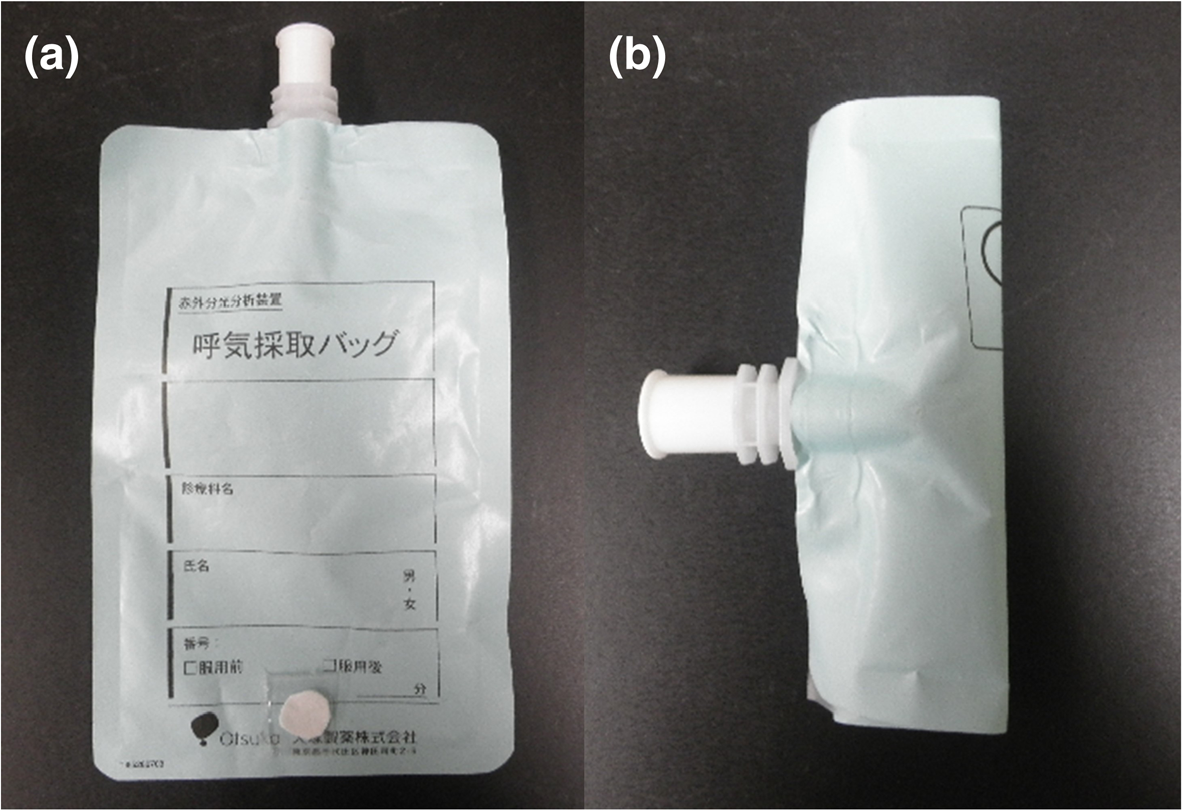 (a)
赤外分光分析装置
呼気採取バッグ
診療科名
氏名
男・女
番号：
□服用前 □服用後
分
Otsuka 大塚製薬株式会社
(b)